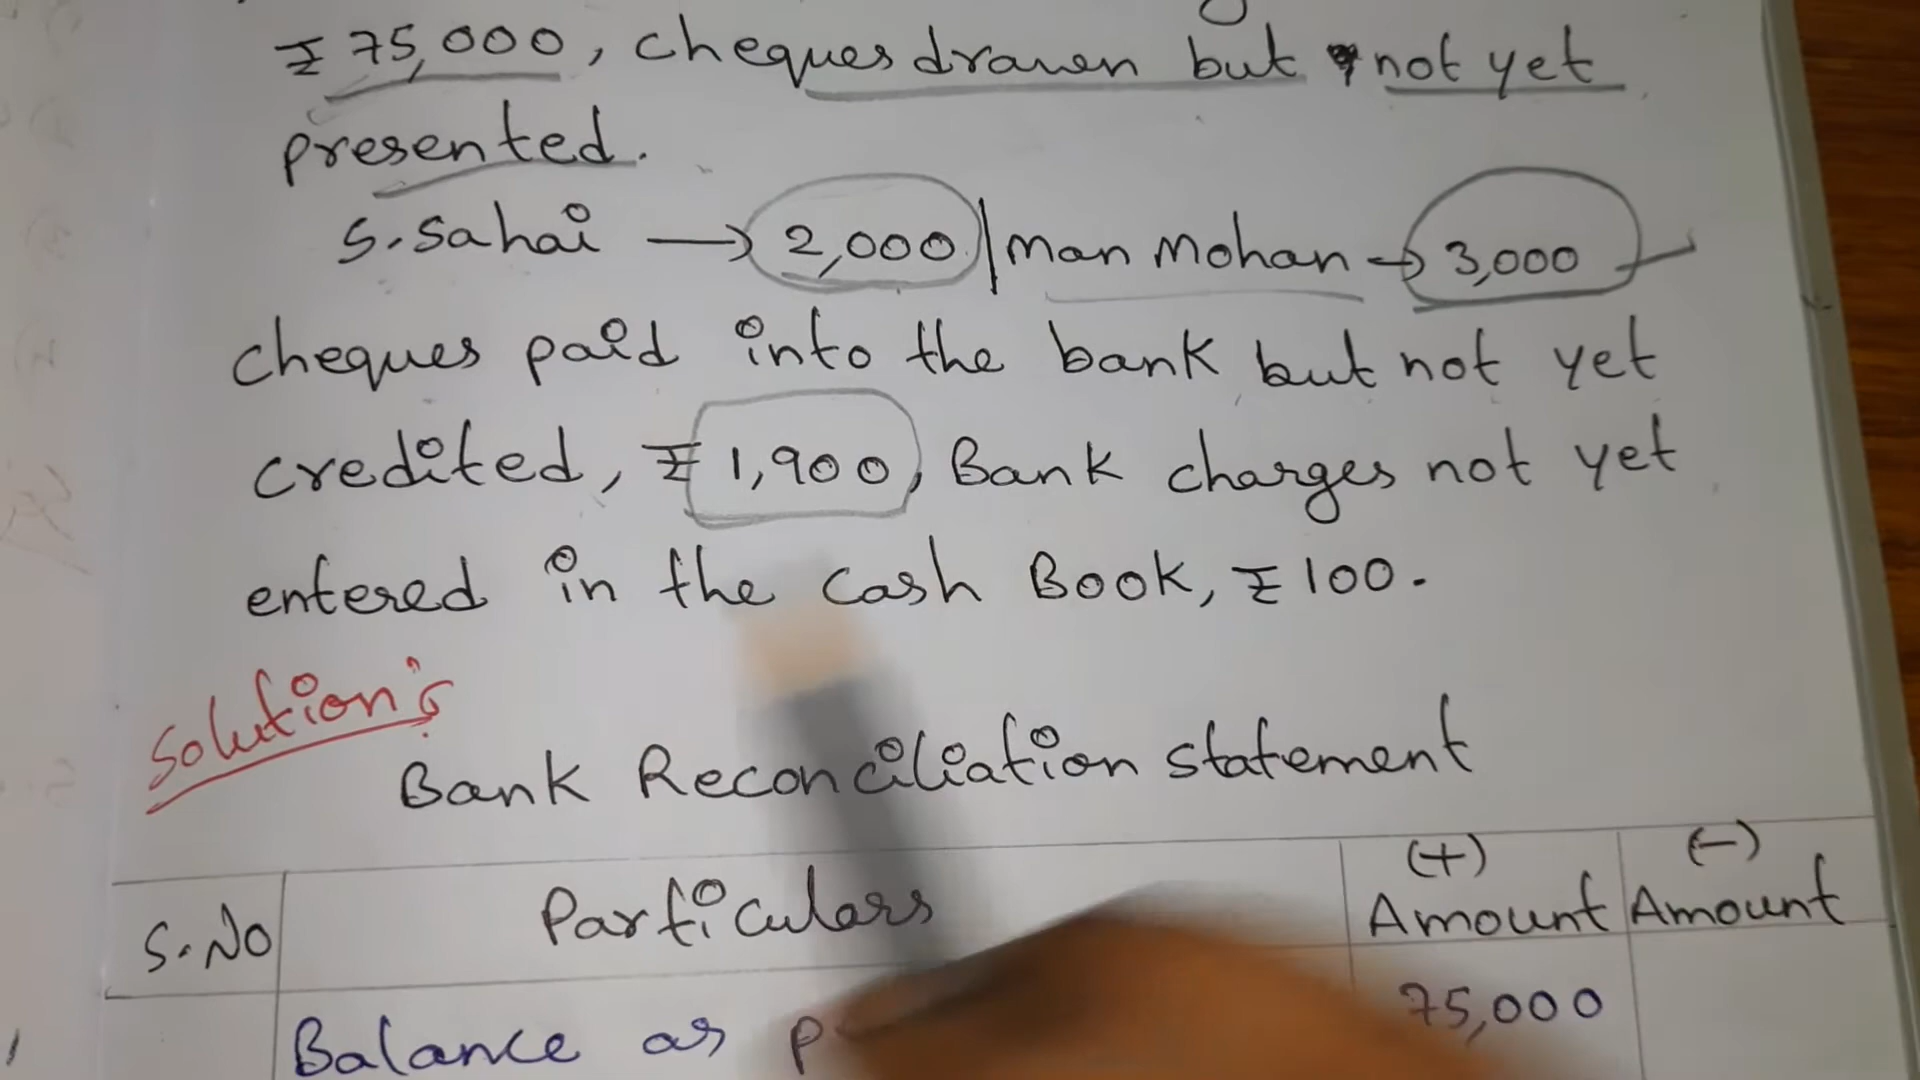 ₹ 75,000, cheques drawen but not yet
presented.
S. Sahai → 2,000 | Man Mohan → 3,000
cheques paid into the bank but not yet
credited, ₹ 1,900, Bank charges not yet
entered in the Cash Book, ₹ 100.
Solution:
Bank Reconciliation statement
(+) (-)
S.No Particulars Amount Amount
Balance as 75,000